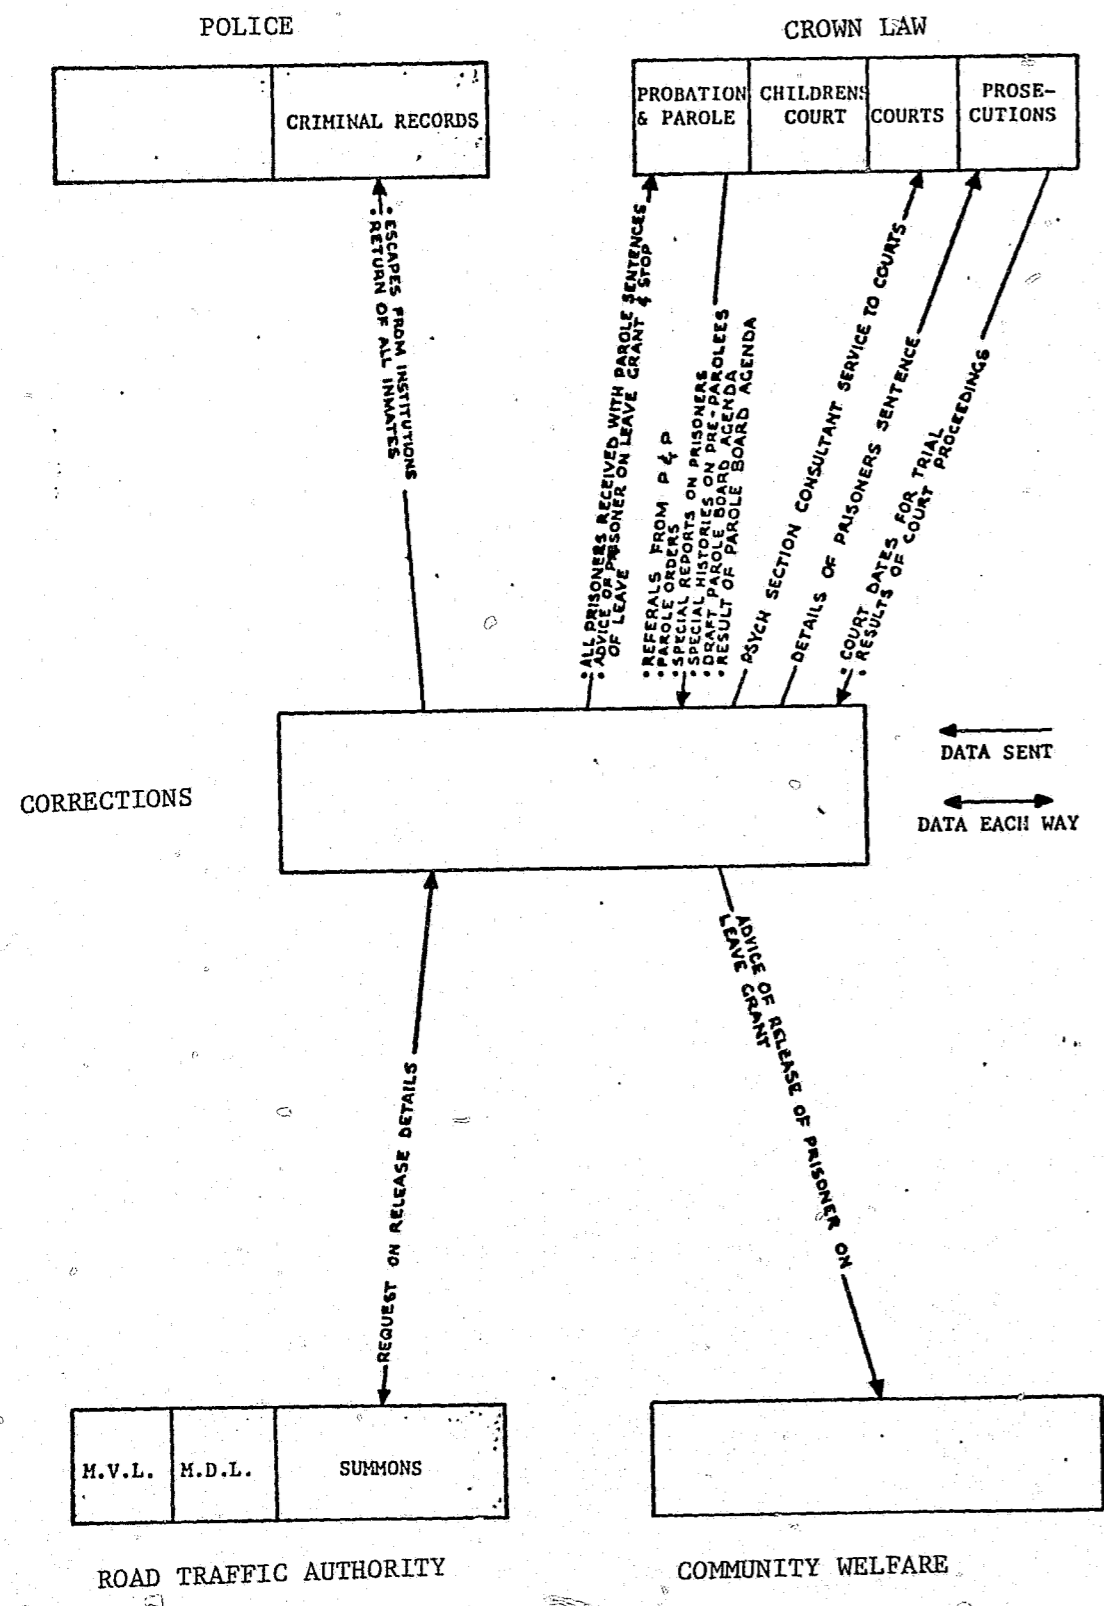 POLICE
CROWN LAW
CRIMINAL RECORDS
PROBATION
& PAROLE
CHILDRENS
COURT
COURTS
PROSE-
CUTIONS
• ESCAPES FROM INSTITUTIONS
• RETURN OF ALL INMATES
• ALL PRISONERS RECEIVED WITH PAROLE SENTENCES
• ADVICE OF PRISONER ON LEAVE GRANT & STOP
OF LEAVE
• REFERALS FROM P & P
• PAROLE ORDERS
• SPECIAL REPORTS ON PRISONERS
• SPECIAL HISTORIES ON PRE-PAROLEES
• DRAFT PAROLE BOARD AGENDA
• RESULT OF PAROLE BOARD AGENDA
PSYCH SECTION CONSULTANT SERVICE TO COURTS
DETAILS OF PRISONERS SENTENCE
• COURT DATES FOR TRIAL
• RESULTS OF COURT PROCEEDINGS
CORRECTIONS
DATA SENT
DATA EACH WAY
REQUEST ON RELEASE DETAILS
ADVICE OF RELEASE OF PRISONER ON
LEAVE GRANT
M.V.L.
M.D.L.
SUMMONS
ROAD TRAFFIC AUTHORITY
COMMUNITY WELFARE